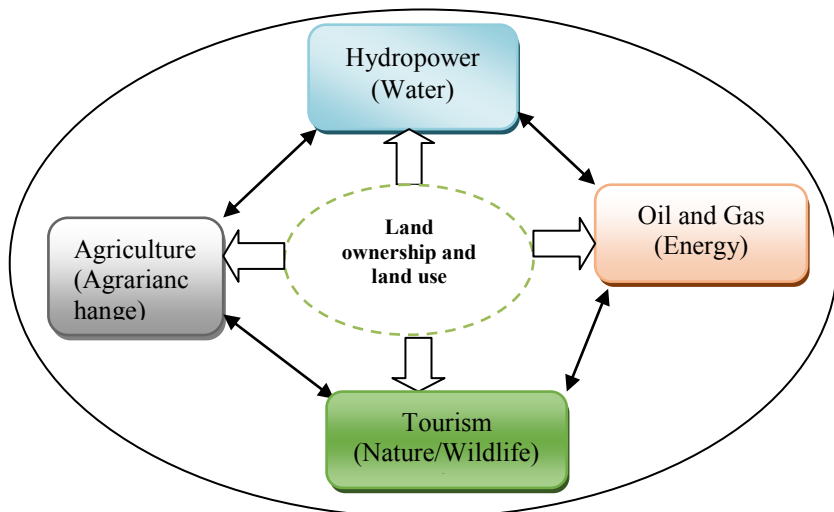 Hydropower
(Water)
Land
ownership and
land use
Oil and Gas
(Energy)
Agriculture
(Agrarianc
hange)
Tourism
(Nature/Wildlife)